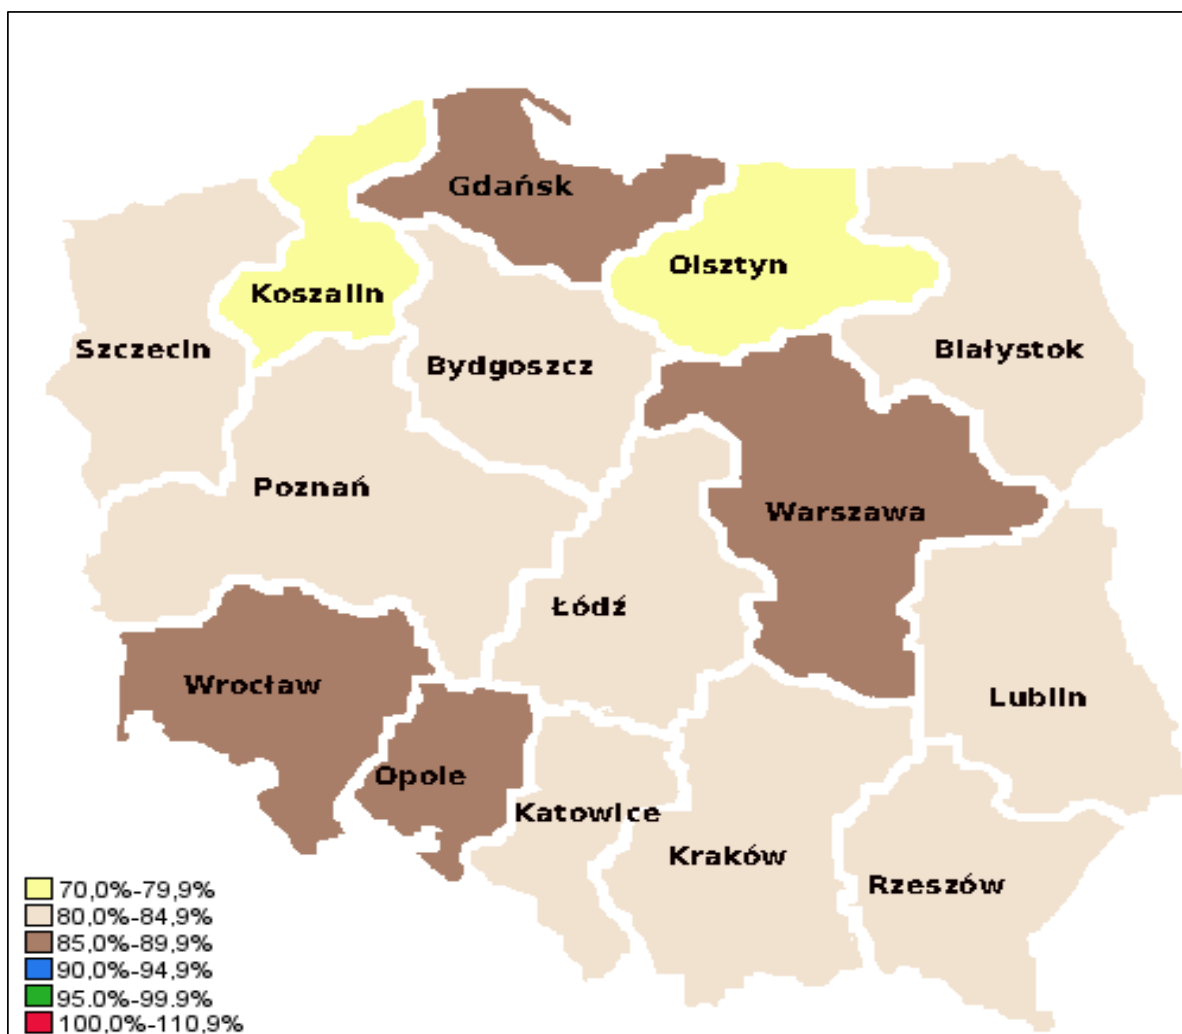 Gdańsk
Olsztyn
Koszalin
Szczecin
Bydgoszcz
Białystok
Poznań
Warszawa
Łódź
Wrocław
Lublin
Opole
Katowice
Kraków
Rzeszów
70,0%-79,9%
80,0%-84,9%
85,0%-89,9%
90,0%-94,9%
95.0%-99.9%
100,0%-110,9%